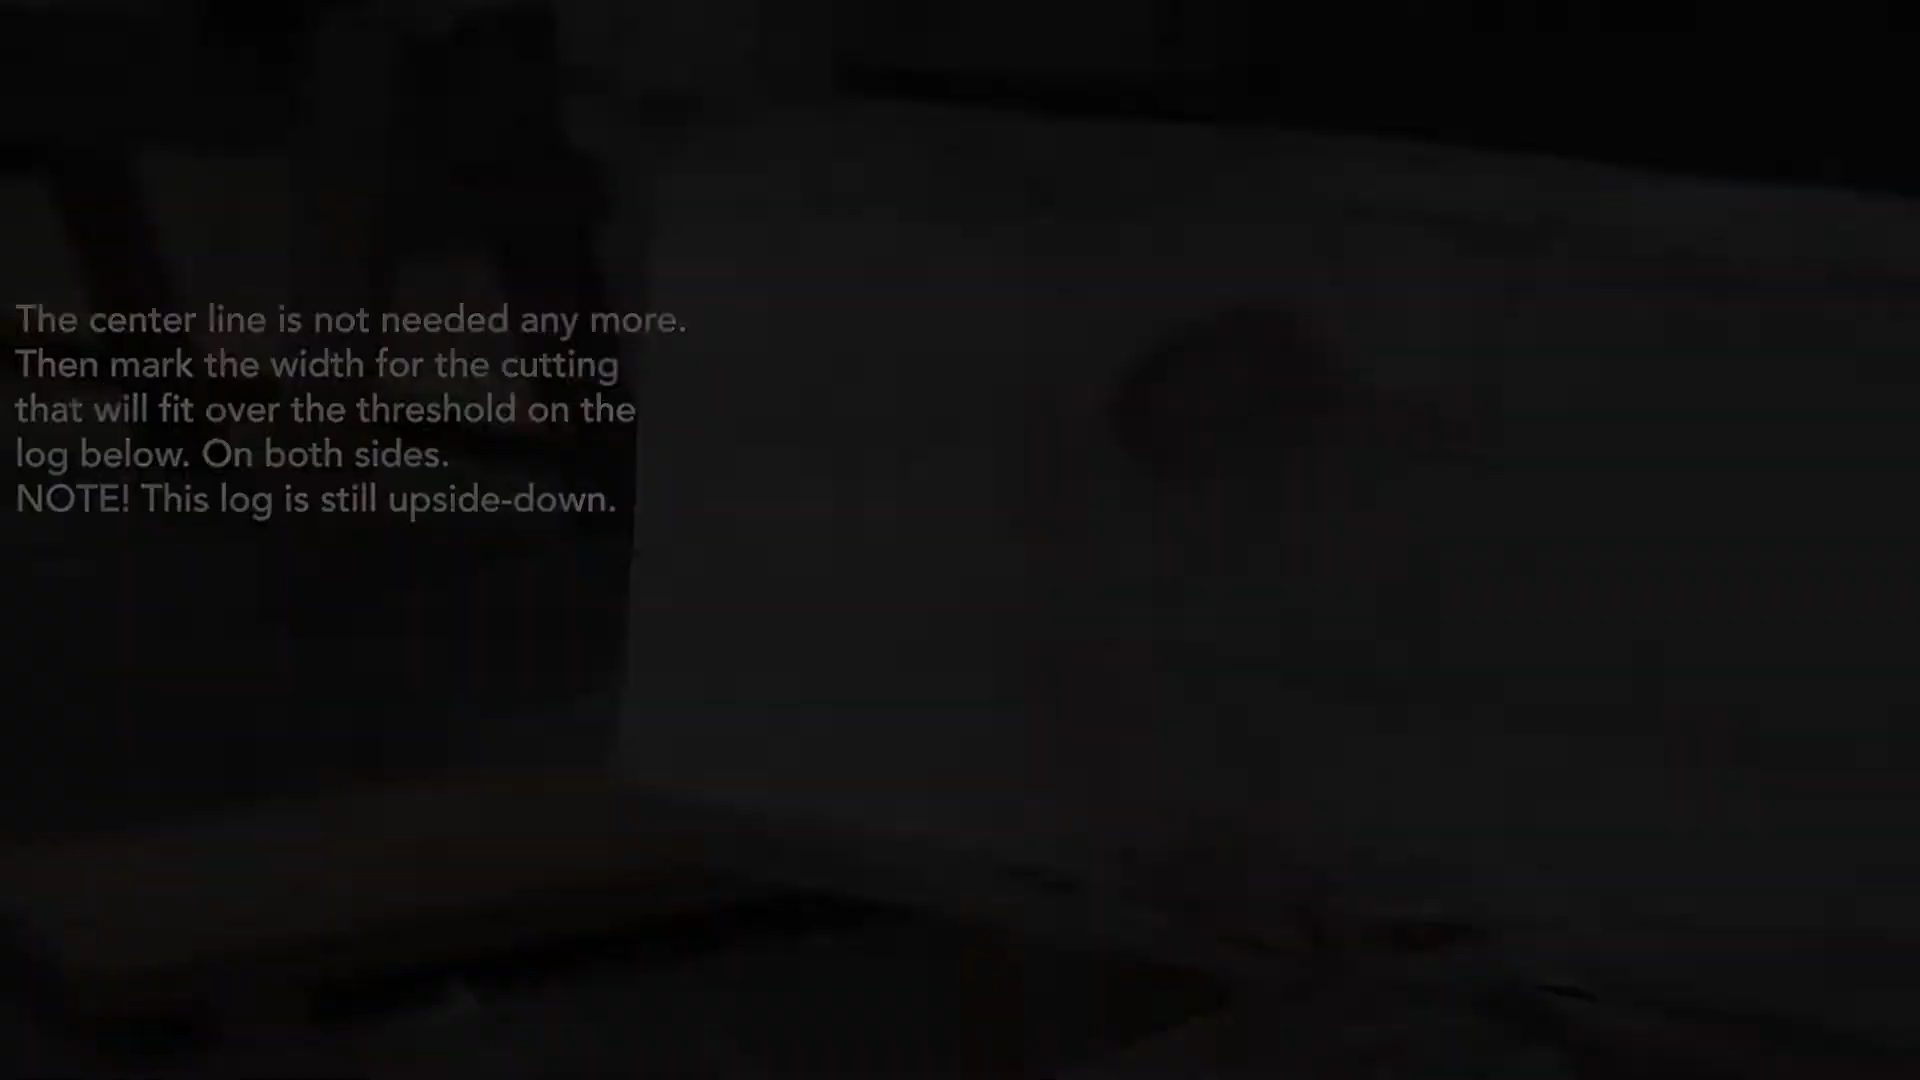 The center line is not needed any more.
Then mark the width for the cutting
that will fit over the threshold on the
log below. On both sides.
NOTE! This log is still upside-down.